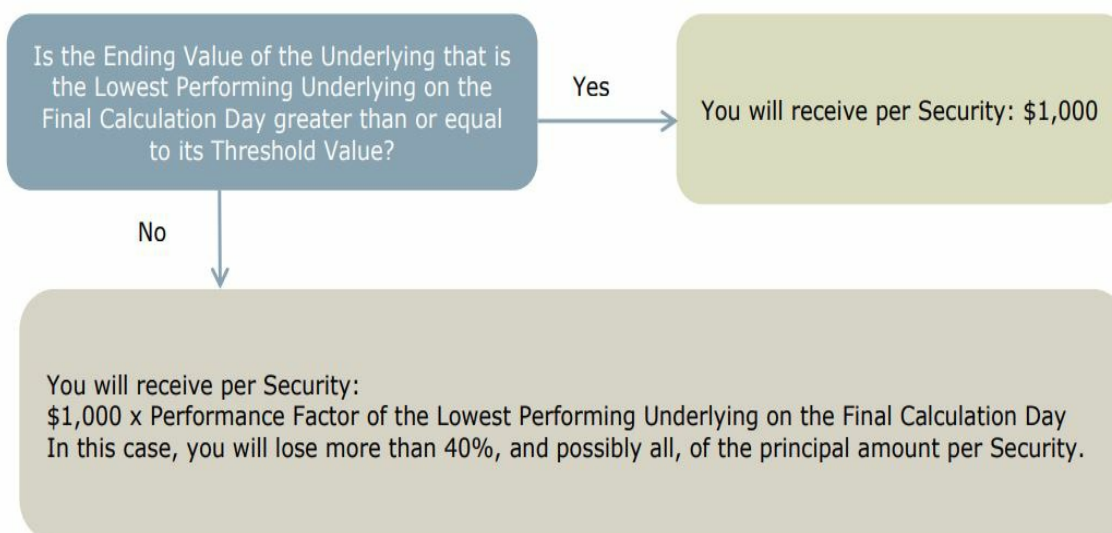 Is the Ending Value of the Underlying that is
the Lowest Performing Underlying on the
Final Calculation Day greater than or equal
to its Threshold Value?
Yes
You will receive per Security: $1,000
No
You will receive per Security:
$1,000 x Performance Factor of the Lowest Performing Underlying on the Final Calculation Day
In this case, you will lose more than 40%, and possibly all, of the principal amount per Security.